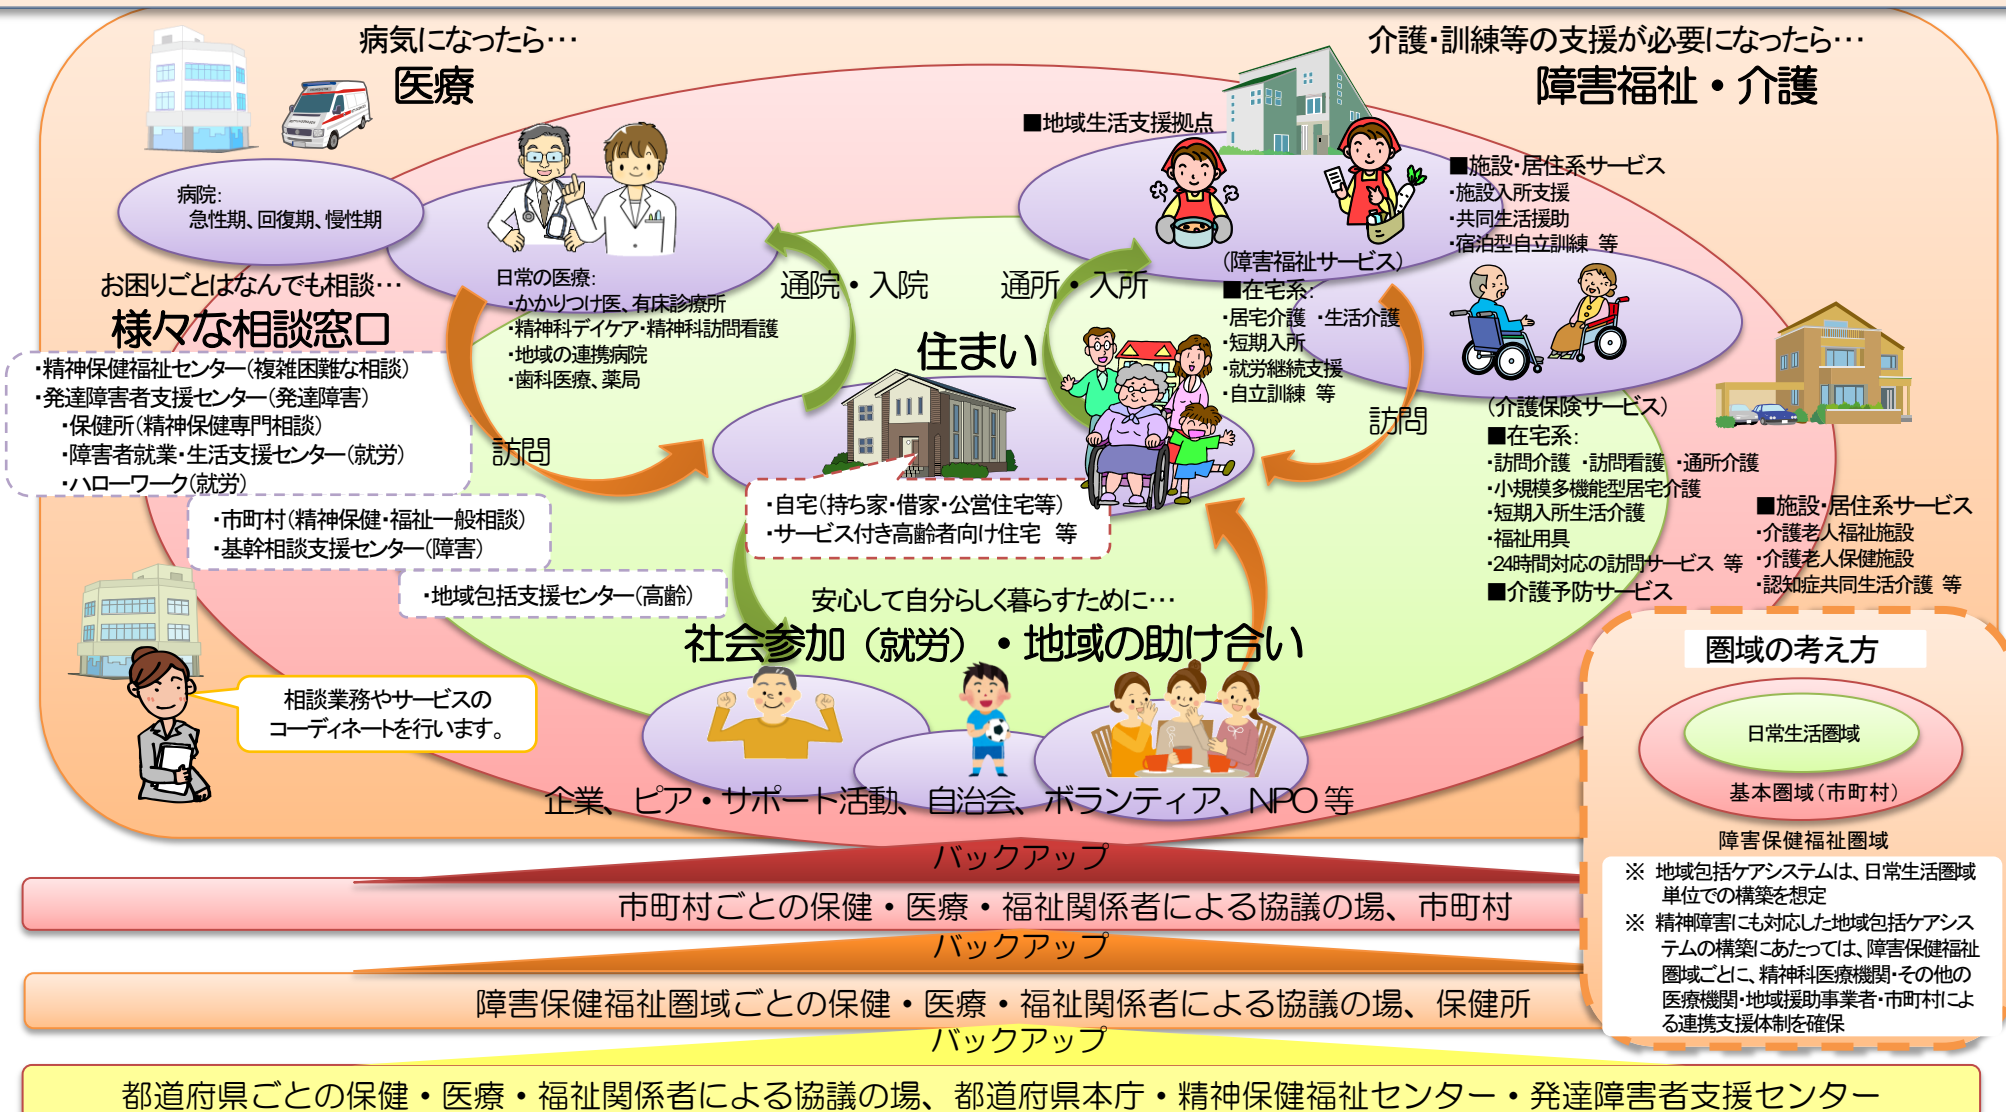 病気になったら…
医療
介護・訓練等の支援が必要になったら…
障害福祉・介護
病院:
急性期、回復期、慢性期
日常の医療:
・かかりつけ医、有床診療所
・精神科デイケア・精神科訪問看護
・地域の連携病院
・歯科医療、薬局
通院・入院
通所・入所
■地域生活支援拠点
■施設・居住系サービス
・施設入所支援
・共同生活援助
・宿泊型自立訓練 等
(障害福祉サービス)
■在宅系:
・居宅介護 ・生活介護
・短期入所
・就労継続支援
・自立訓練 等
お困りごとはなんでも相談…
様々な相談窓口
・精神保健福祉センター(複雑困難な相談)
・発達障害者支援センター(発達障害)
・保健所(精神保健専門相談)
・障害者就業・生活支援センター(就労)
・ハローワーク(就労)
・市町村(精神保健・福祉一般相談)
・基幹相談支援センター(障害)
・地域包括支援センター(高齢)
訪問
住まい
・自宅(持ち家・借家・公営住宅等)
・サービス付き高齢者向け住宅 等
訪問
(介護保険サービス)
■在宅系:
・訪問介護 ・訪問看護 ・通所介護
・小規模多機能型居宅介護
・短期入所生活介護
・福祉用具
・24時間対応の訪問サービス 等
■介護予防サービス
■施設・居住系サービス
・介護老人福祉施設
・介護老人保健施設
・認知症共同生活介護 等
安心して自分らしく暮らすために…
社会参加(就労)・地域の助け合い
相談業務やサービスの
コーディネートを行います。
企業、ピア・サポート活動、自治会、ボランティア、NPO等
圏域の考え方
日常生活圏域
基本圏域(市町村)
障害保健福祉圏域
※ 地域包括ケアシステムは、日常生活圏域
単位での構築を想定
※ 精神障害にも対応した地域包括ケアシス
テムの構築にあたっては、障害保健福祉
圏域ごとに、精神科医療機関・その他の
医療機関・地域援助事業者・市町村によ
る連携支援体制を確保
バックアップ
市町村ごとの保健・医療・福祉関係者による協議の場、市町村
バックアップ
障害保健福祉圏域ごとの保健・医療・福祉関係者による協議の場、保健所
バックアップ
都道府県ごとの保健・医療・福祉関係者による協議の場、都道府県本庁・精神保健福祉センター・発達障害者支援センター